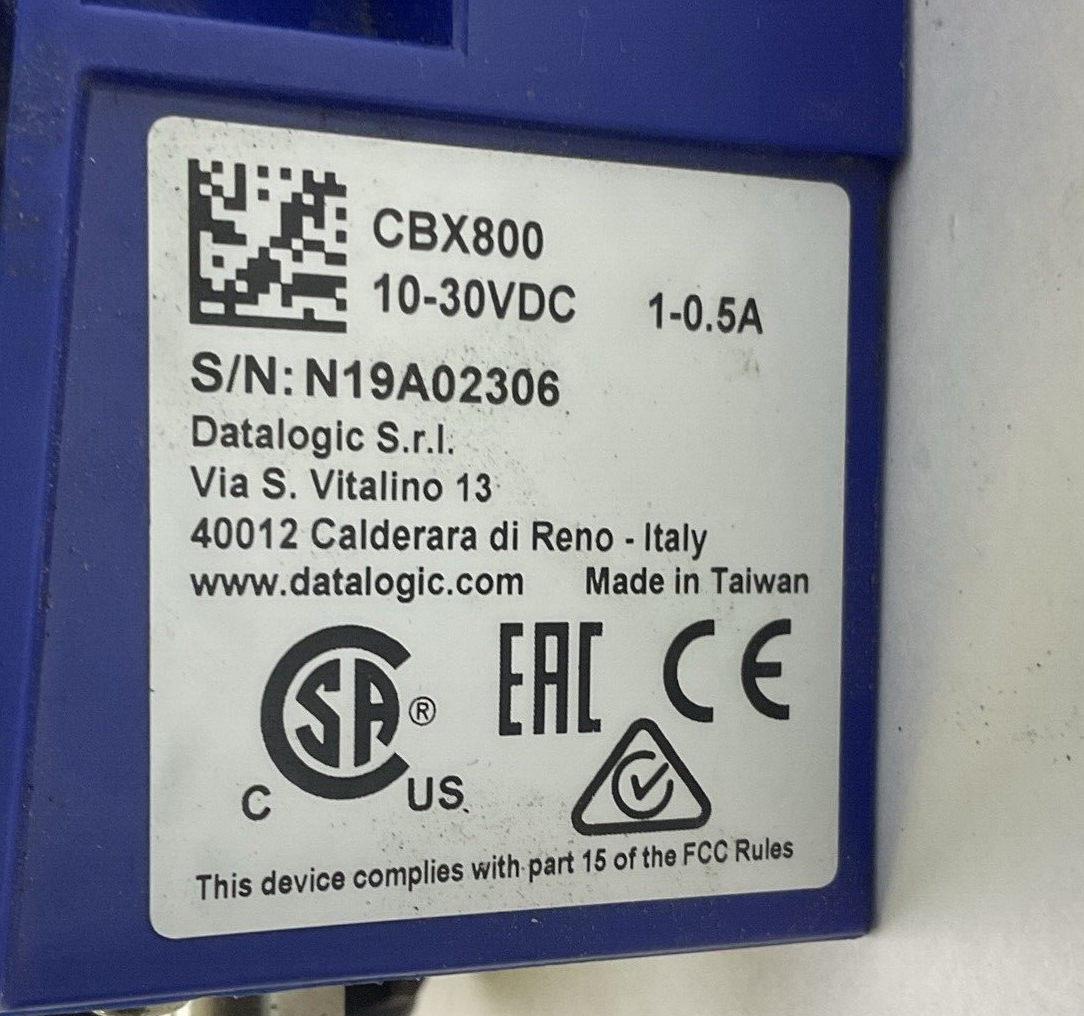 CBX800
10-30VDC 1-0.5A
S/N: N19A02306
Datalogic S.r.l.
Via S. Vitalino 13
40012 Calderara di Reno - Italy
www.datalogic.com Made in Taiwan
CSA ® EAC CE
C US
This device complies with part 15 of the FCC Rules